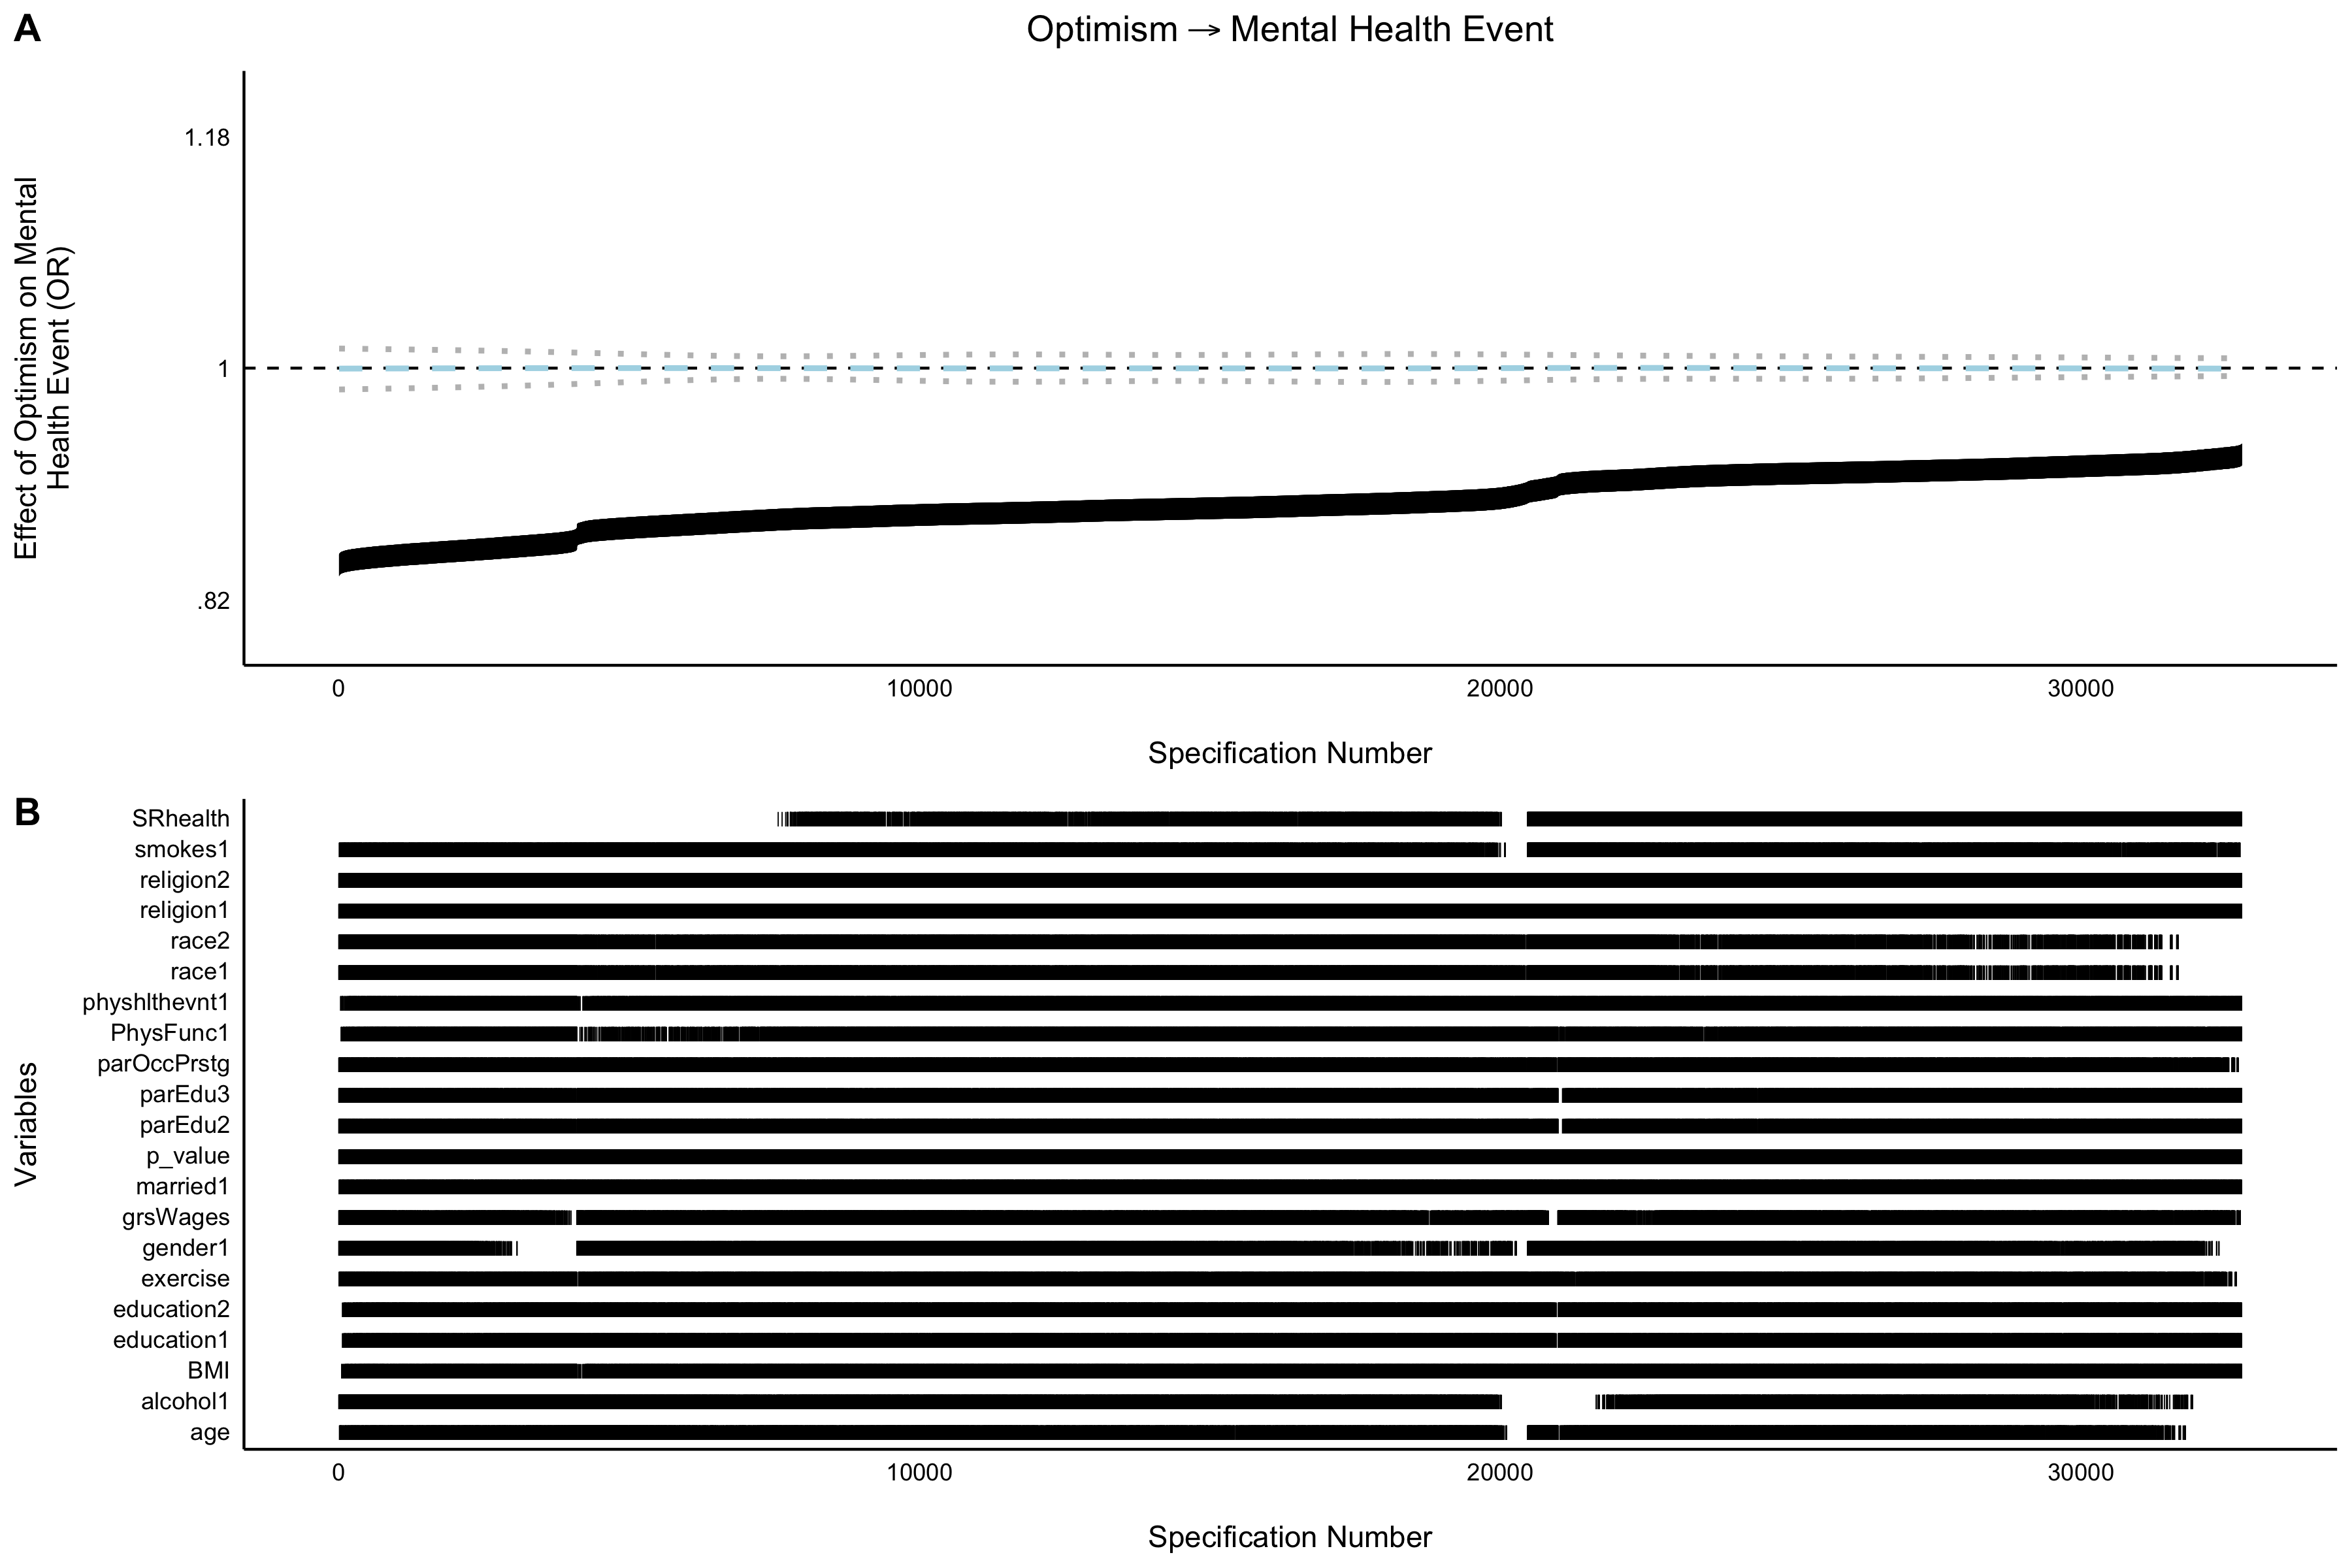 A
Optimism → Mental Health Event
Effect of Optimism on Mental
Health Event (OR)
1.18
1
.82
0 10000 20000 30000
Specification Number
B
Variables
SRhealth
smokes1
religion2
religion1
race2
race1
physhlthevnt1
PhysFunc1
parOccPrstg
parEdu3
parEdu2
p_value
married1
grsWages
gender1
exercise
education2
education1
BMI
alcohol1
age
0 10000 20000 30000
Specification Number